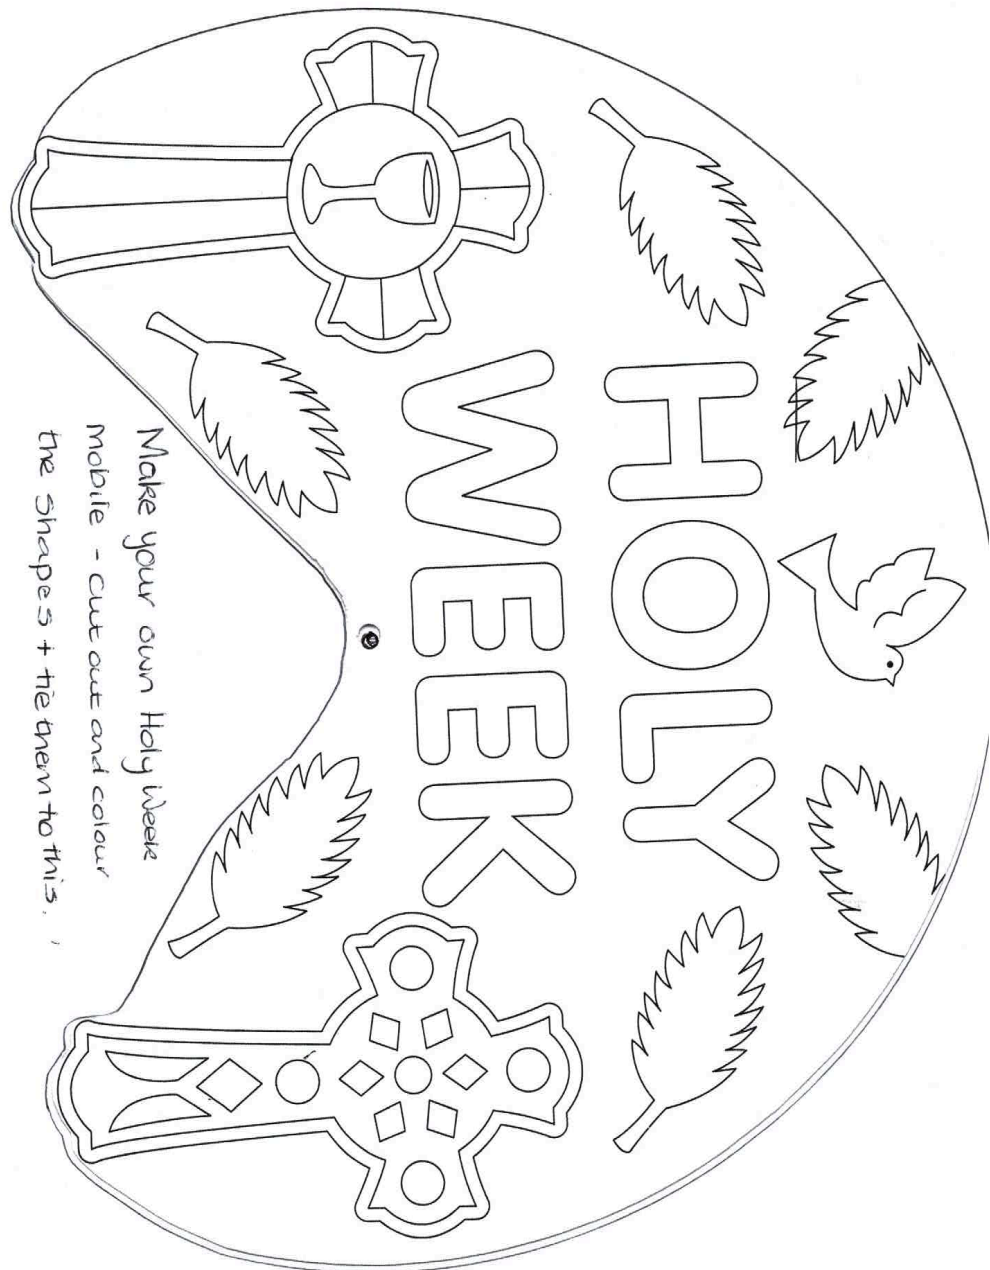 HOLY
WEEK
Make your own Holy Week
mobile - cut out and colour
the shapes + tie them to this.